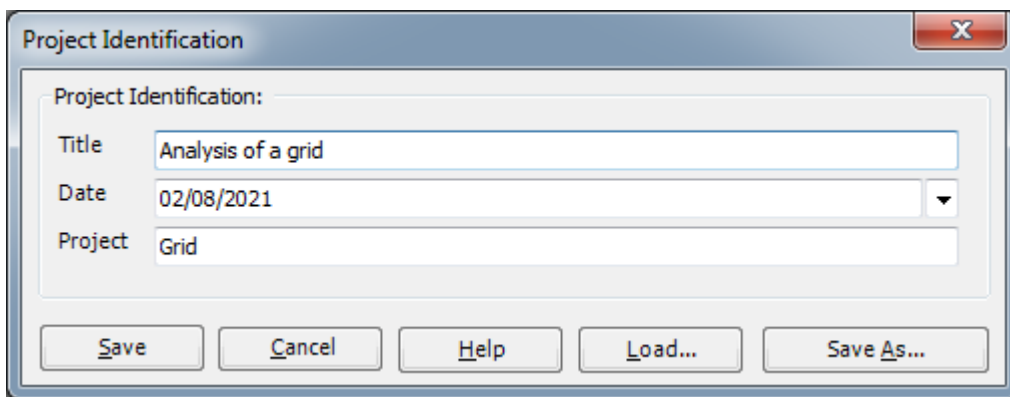 Project Identification
Project Identification:
Title Analysis of a grid
Date 02/08/2021
Project Grid
Save Cancel Help Load... Save As...